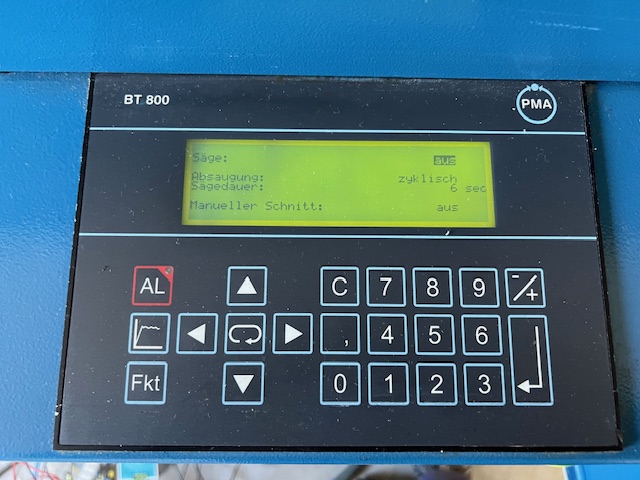 BT 800
PMA
Säge: aus
Absaugung: zyklisch
Sägedauer: 6 sec
Manueller Schnitt: aus
AL C 7 8 9 -/+
, 4 5 6
Fkt 0 1 2 3